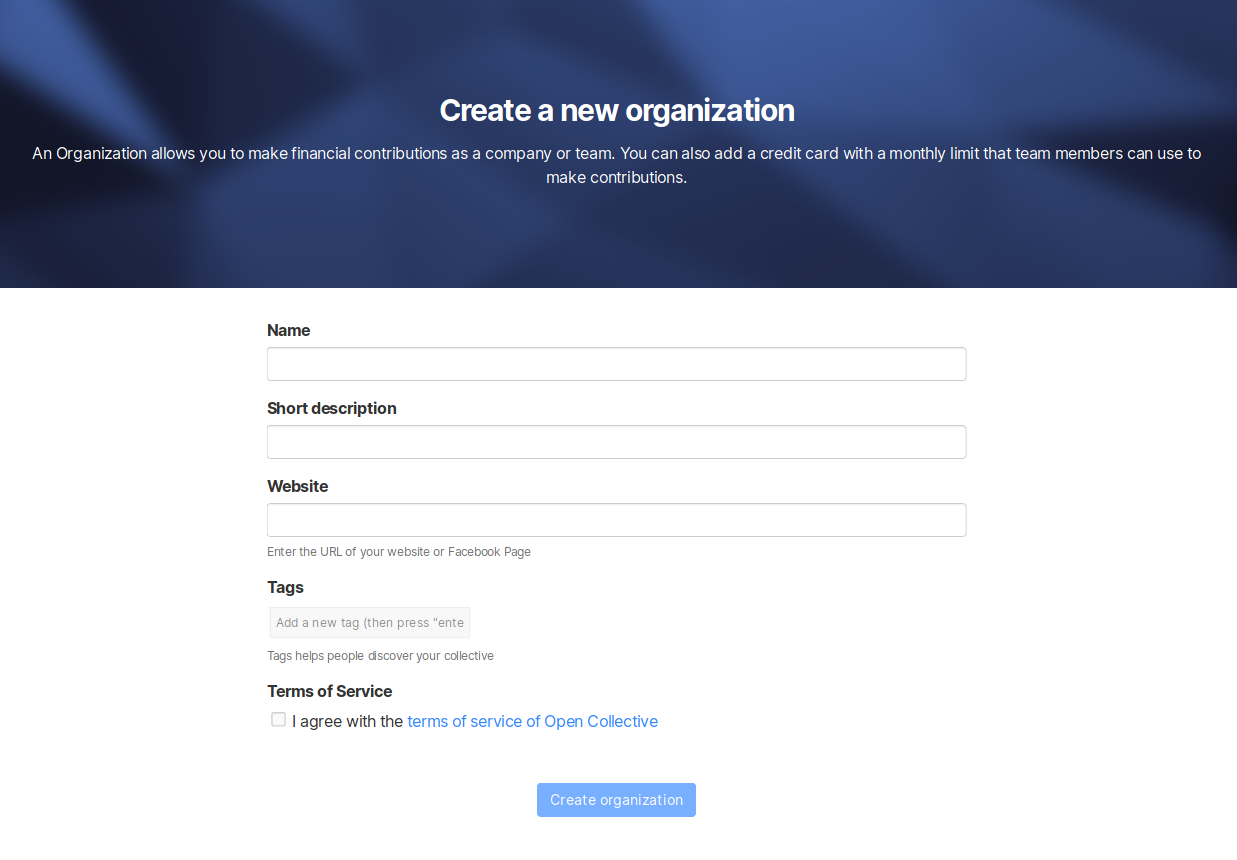 Create a new organization
An Organization allows you to make financial contributions as a company or team. You can also add a credit card with a monthly limit that team members can use to
make contributions.
Name
Short description
Website
Enter the URL of your website or Facebook Page
Tags
Add a new tag (then press "ente
Tags helps people discover your collective
Terms of Service
I agree with the terms of service of Open Collective
Create organization